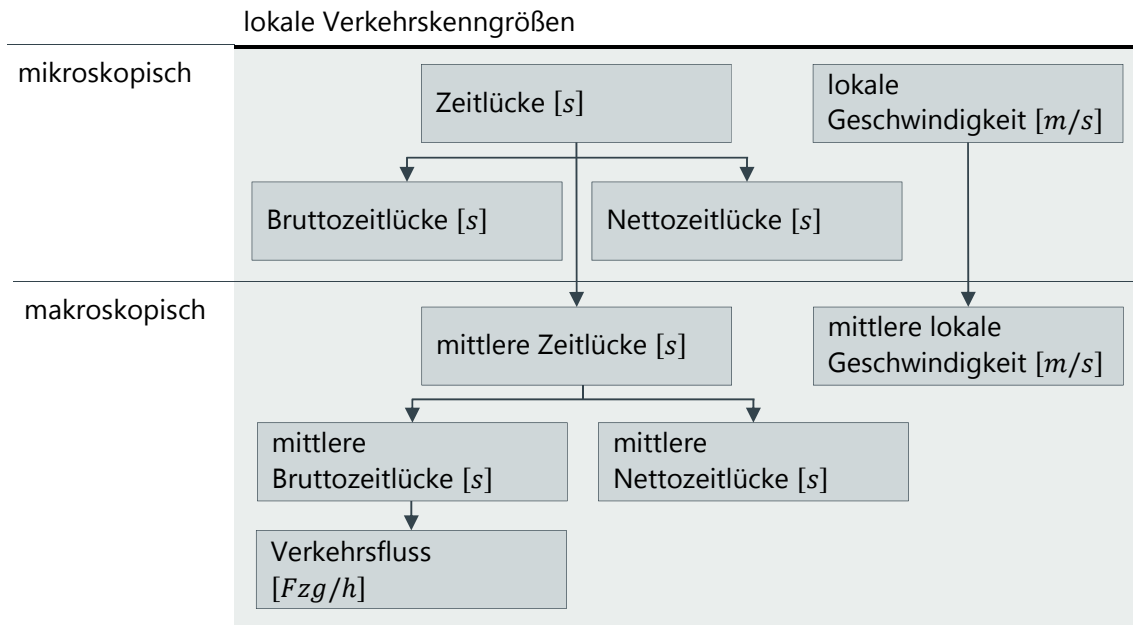 lokale Verkehrskenngrößen
mikroskopisch
Zeitlücke [s]
lokale
Geschwindigkeit [m/s]
Bruttozeitlücke [s]
Nettozeitlücke [s]
makroskopisch
mittlere Zeitlücke [s]
mittlere lokale
Geschwindigkeit [m/s]
mittlere
Bruttozeitlücke [s]
mittlere
Nettozeitlücke [s]
Verkehrsfluss
[Fzg/h]